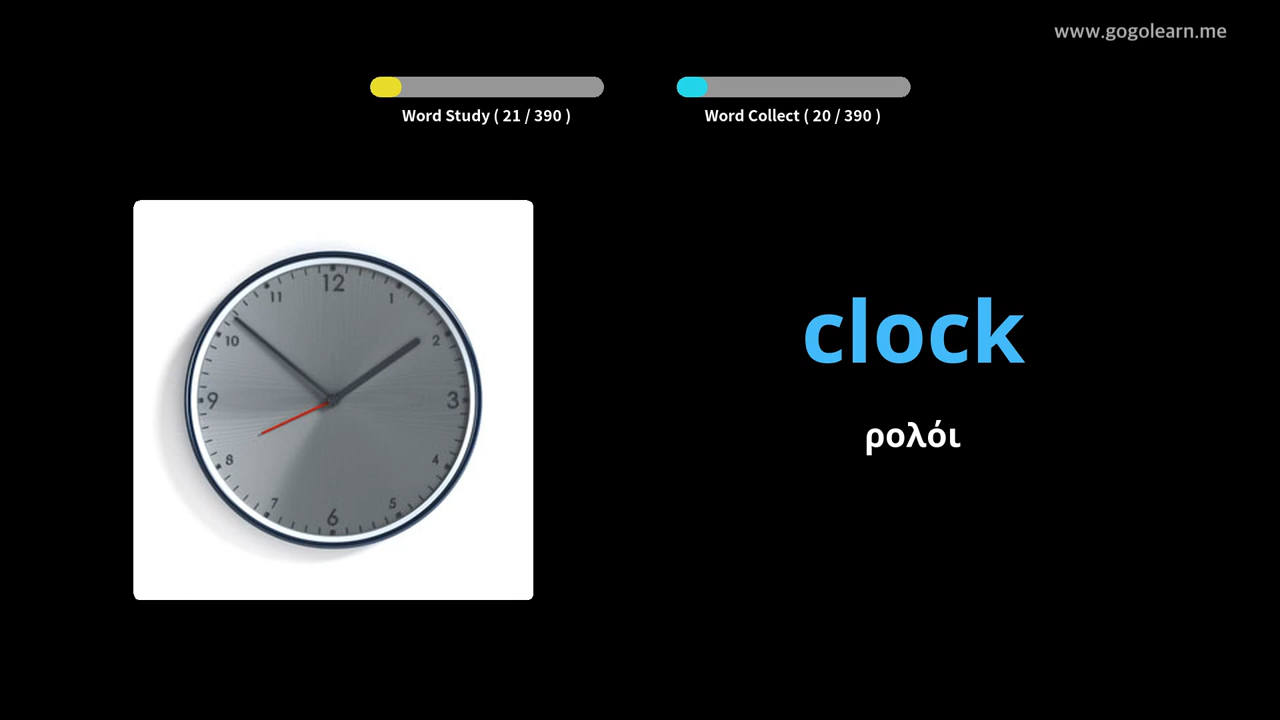 www.gogolearn.me
Word Study ( 21 / 390 )
Word Collect ( 20 / 390 )
12
11
1
10
2
9
3
8
4
7
5
6
clock
ρολόι